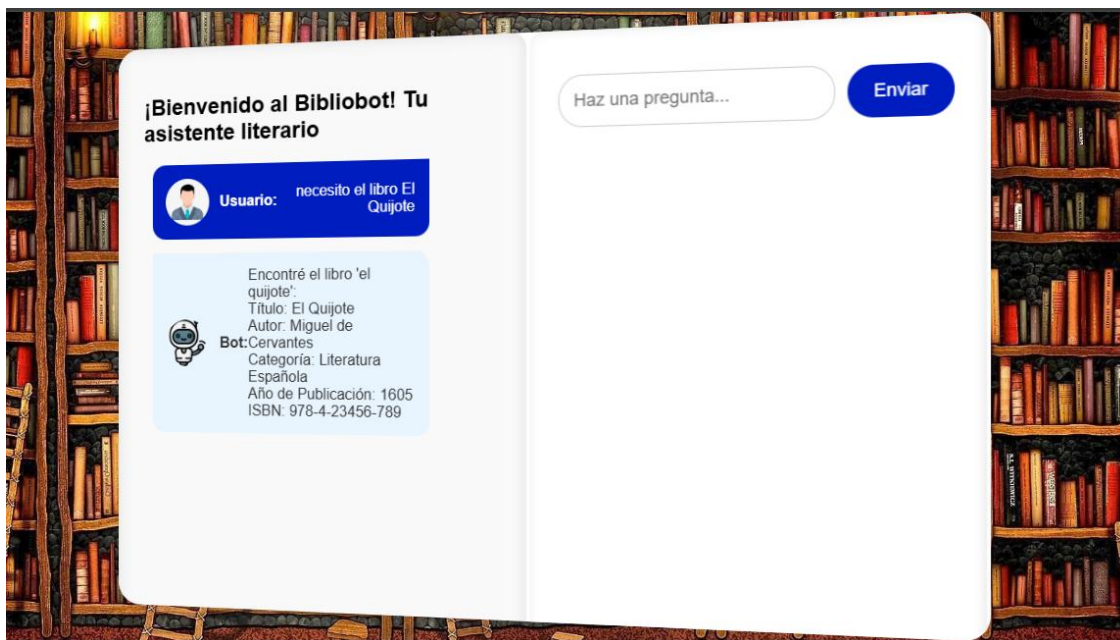 ¡Bienvenido al Bibliobot! Tu
asistente literario
Usuario:
necesito el libro El
Quijote
Bot:
Encontré el libro 'el
quijote':
Título: El Quijote
Autor: Miguel de
Cervantes
Categoría: Literatura
Española
Año de Publicación: 1605
ISBN: 978-4-23456-789
Haz una pregunta...
Enviar